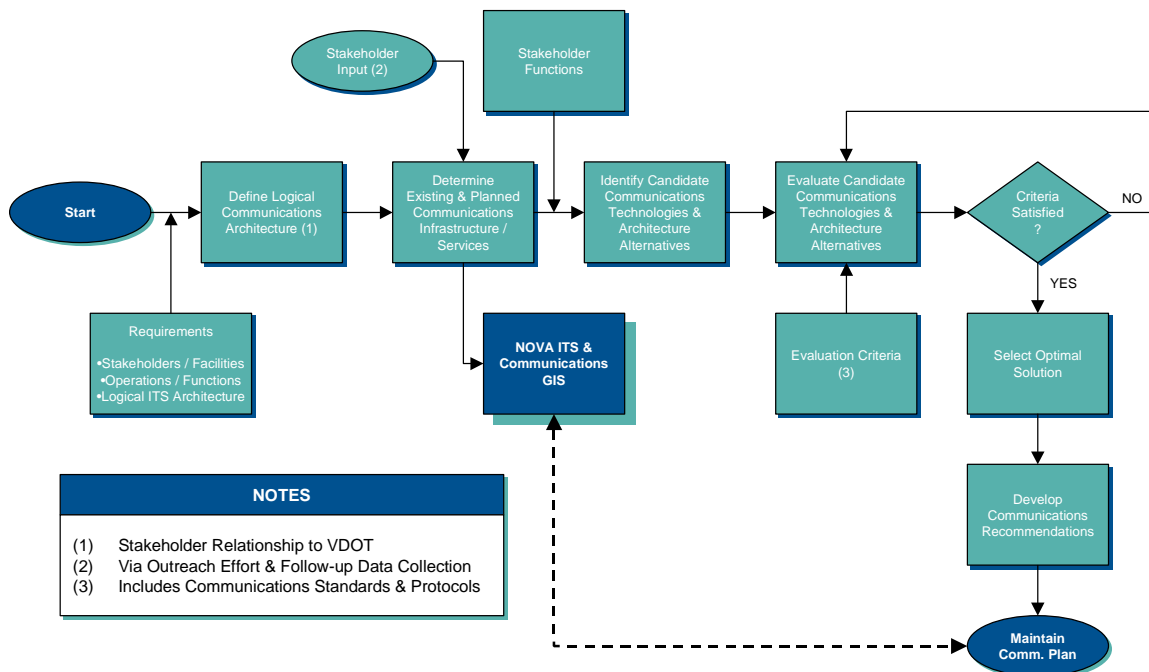 Stakeholder
Input (2)
Stakeholder
Functions
Start
Define Logical
Communications
Architecture (1)
Determine
Existing & Planned
Communications
Infrastructure /
Services
Identify Candidate
Communications
Technologies &
Architecture
Alternatives
Evaluate Candidate
Communications
Technologies &
Architecture
Alternatives
Criteria
Satisfied
?
NO
YES
Requirements
•Stakeholders / Facilities
•Operations / Functions
•Logical ITS Architecture
NOVA ITS &
Communications
GIS
Evaluation Criteria
(3)
Select Optimal
Solution
Develop
Communications
Recommendations
Maintain
Comm. Plan
NOTES
(1) Stakeholder Relationship to VDOT
(2) Via Outreach Effort & Follow-up Data Collection
(3) Includes Communications Standards & Protocols